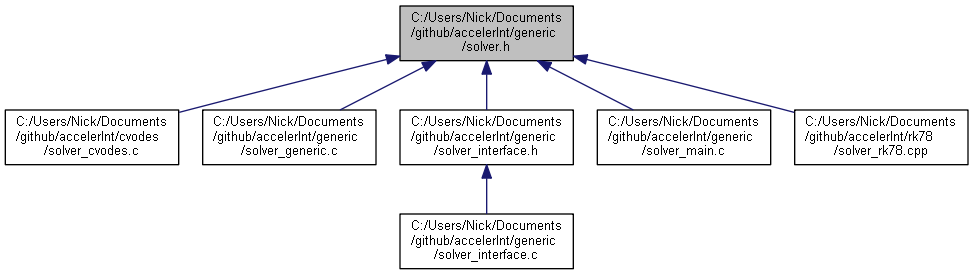 C:/Users/Nick/Documents
/github/accelerInt/generic
/solver.h
C:/Users/Nick/Documents
/github/accelerInt/cvodes
/solver_cvodes.c
C:/Users/Nick/Documents
/github/accelerInt/generic
/solver_generic.c
C:/Users/Nick/Documents
/github/accelerInt/generic
/solver_interface.h
C:/Users/Nick/Documents
/github/accelerInt/generic
/solver_main.c
C:/Users/Nick/Documents
/github/accelerInt/rk78
/solver_rk78.cpp
C:/Users/Nick/Documents
/github/accelerInt/generic
/solver_interface.c